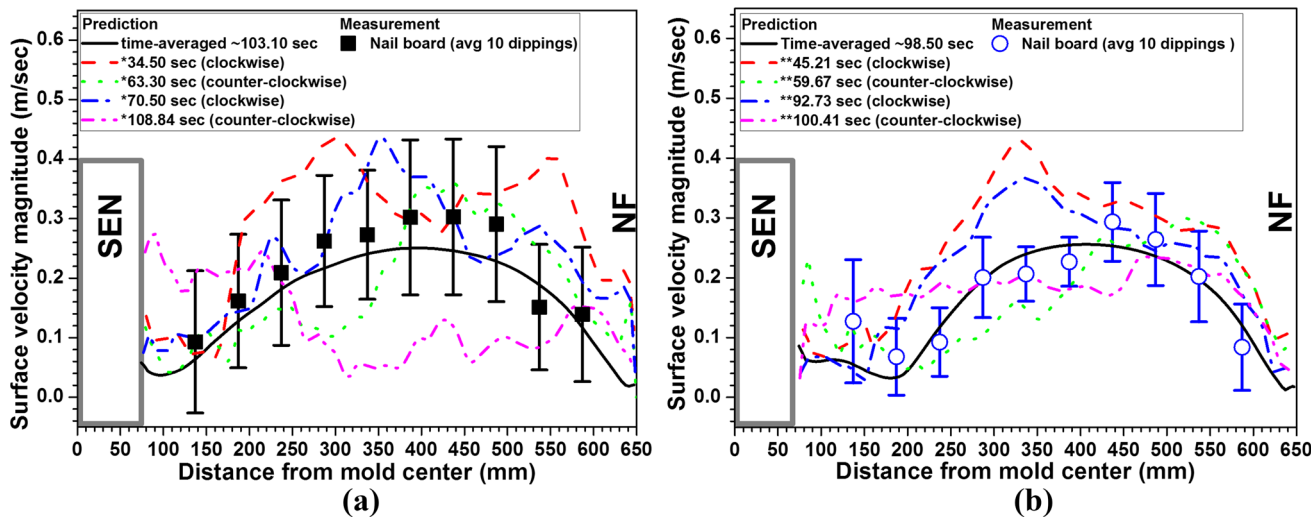 Surface velocity magnitude (m/sec)
0.6
0.5
0.4
0.3
0.2
0.1
0.0
Prediction Measurement
time-averaged ~103.10 sec Nail board (avg 10 dippings)
*34.50 sec (clockwise)
*63.30 sec (counter-clockwise)
*70.50 sec (clockwise)
*108.84 sec (counter-clockwise)
SEN
NF
0 50 100 150 200 250 300 350 400 450 500 550 600 650
Distance from mold center (mm)
(a)
Surface velocity magnitude (m/sec)
0.6
0.5
0.4
0.3
0.2
0.1
0.0
Prediction Measurement
Time-averaged ~98.50 sec Nail board (avg 10 dippings )
**45.21 sec (clockwise)
**59.67 sec (counter-clockwise)
**92.73 sec (clockwise)
**100.41 sec (counter-clockwise)
SEN
NF
0 50 100 150 200 250 300 350 400 450 500 550 600 650
Distance from mold center (mm)
(b)